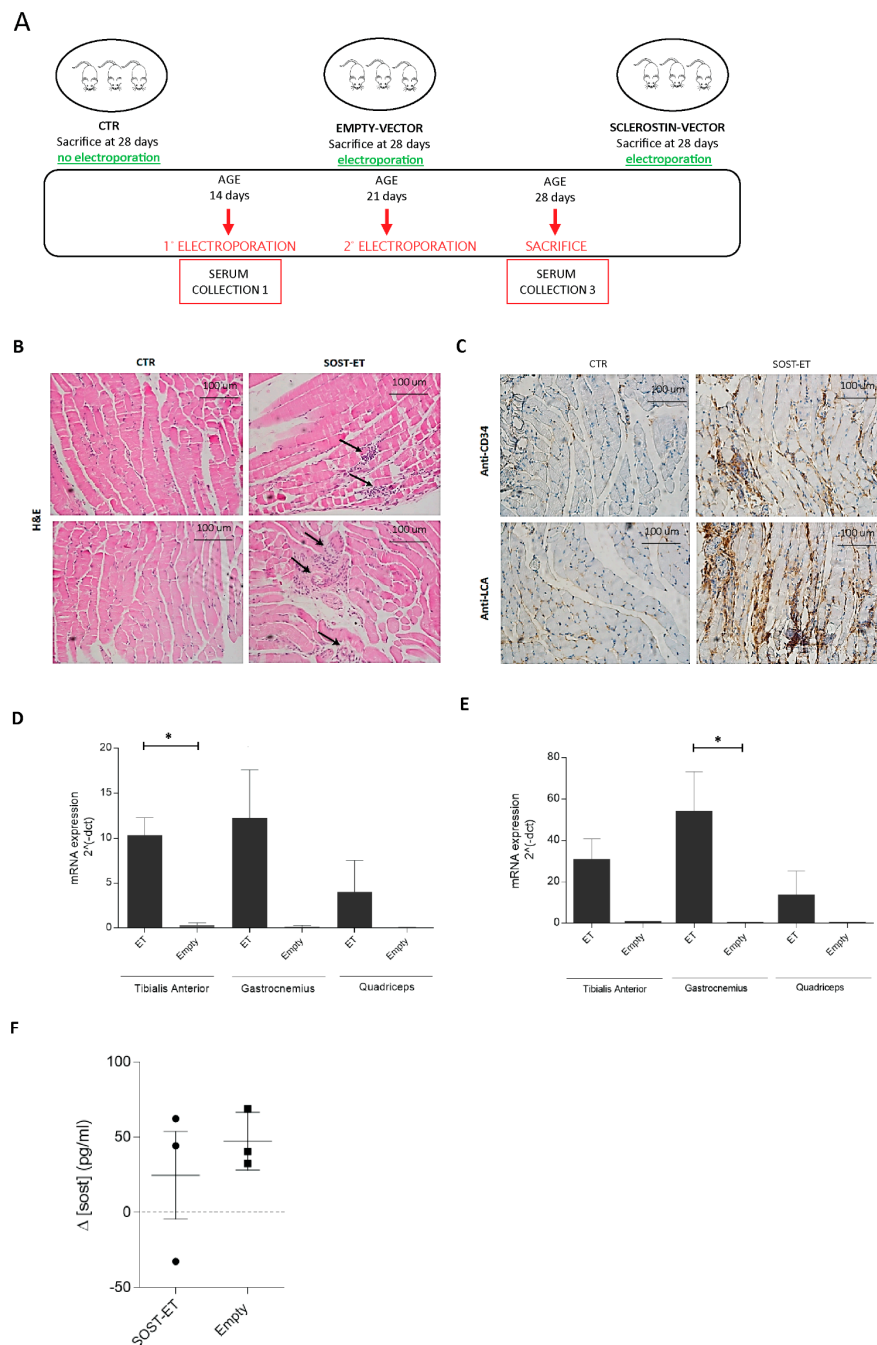 A
CTR
Sacrifice at 28 days
no electroporation
EMPTY-VECTOR
Sacrifice at 28 days
electroporation
SCLEROSTIN-VECTOR
Sacrifice at 28 days
electroporation
AGE
14 days
AGE
21 days
AGE
28 days
1° ELECTROPORATION
2° ELECTROPORATION
SACRIFICE
SERUM
COLLECTION 1
SERUM
COLLECTION 3
B
CTR
SOST-ET
H&E
100 um
100 um
100 um
100 um
C
CTR
SOST-ET
Anti-CD34
Anti-LCA
100 um
100 um
100 um
100 um
D
mRNA expression
2^(-dct)
20
15
10
5
0
*
ET
Empty
ET
Empty
ET
Empty
Tibialis Anterior
Gastrocnemius
Quadriceps
E
mRNA expression
2^(-dct)
80
60
40
20
0
*
ET
Empty
ET
Empty
ET
Empty
Tibialis Anterior
Gastrocnemius
Quadriceps
F
Δ [sost] (pg/ml)
100
50
0
-50
SOST-ET
Empty